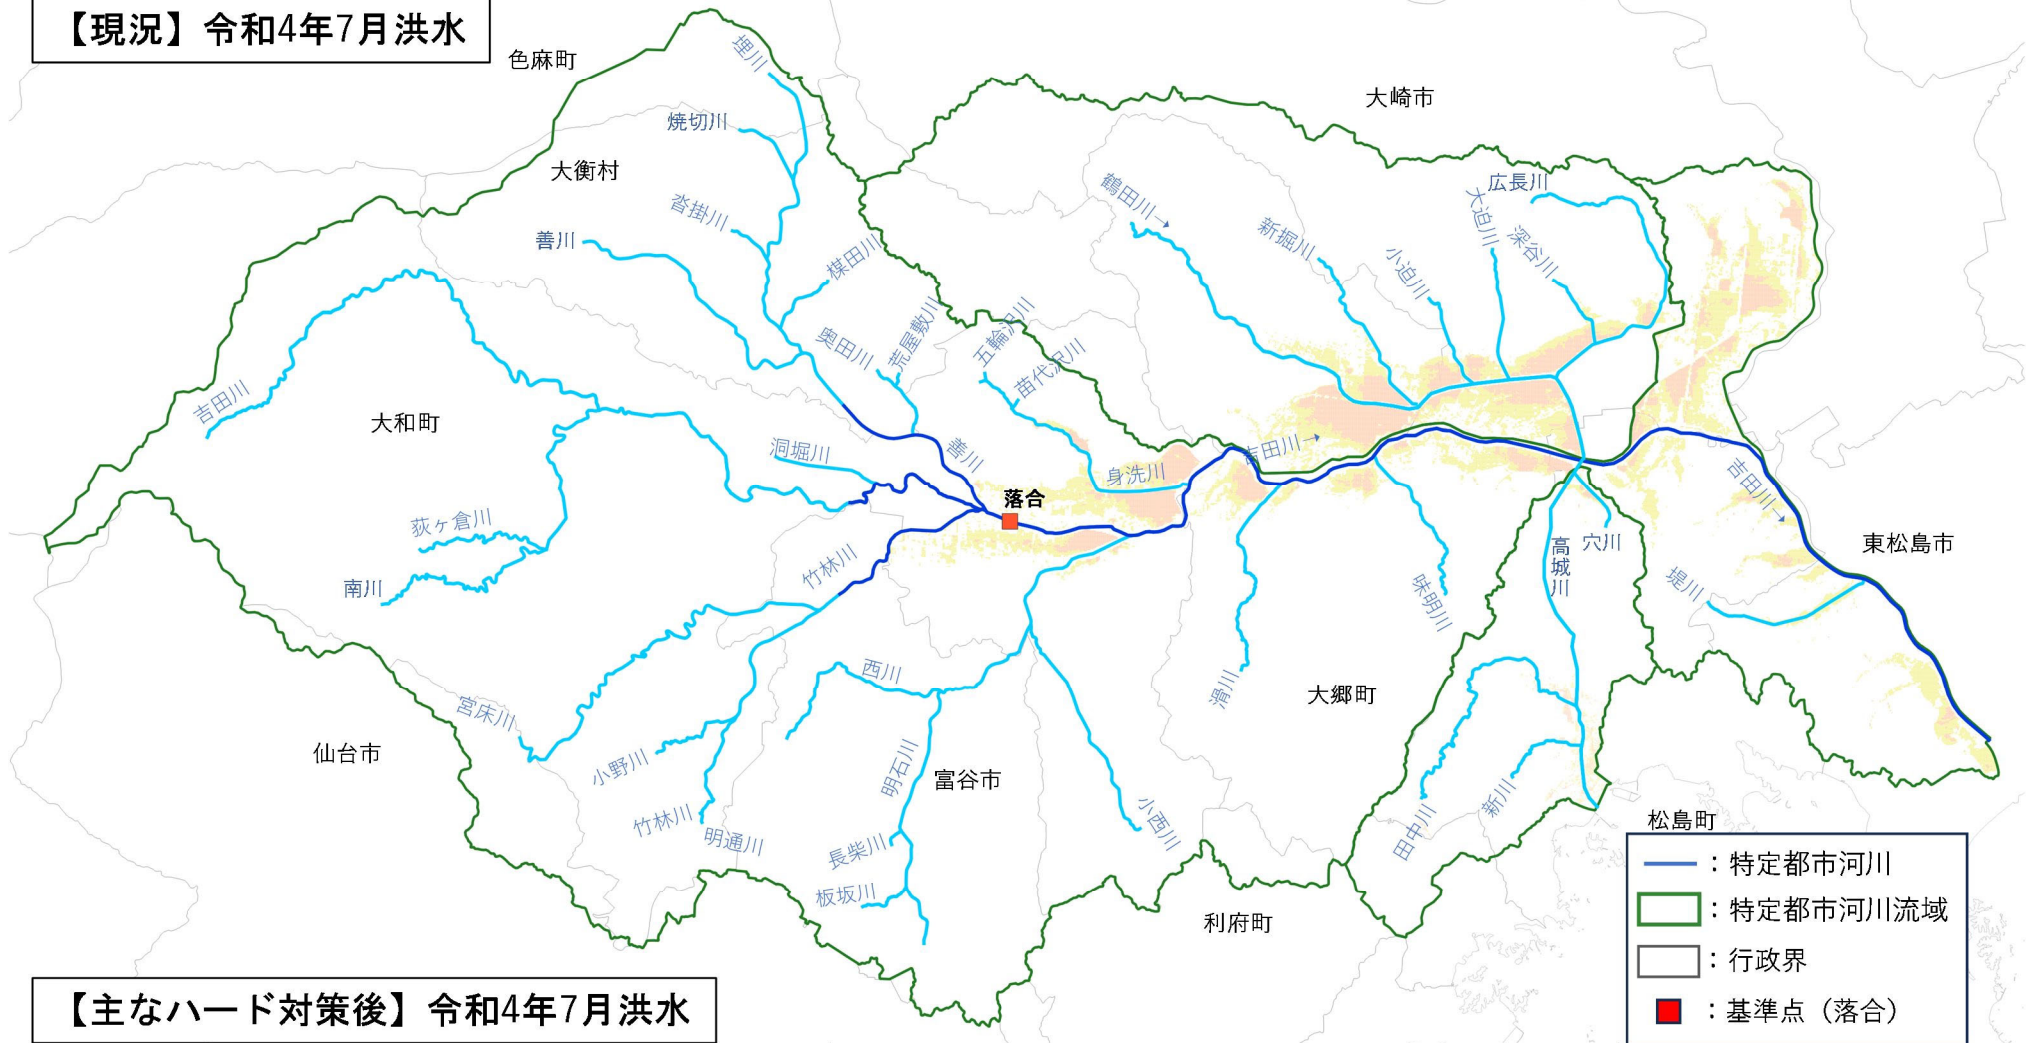 【現況】令和4年7月洪水
色麻町
埋川
大崎市
焼切川
大衡村
広長川
鶴田川→
大迫川
沓掛川
新掘川
深谷川
善川
楳田川
小迫川
荒屋敷川
五輪沢川
奥田川
苗代沢川
吉田川
大和町
洞堀川
善川
吉田川→
身洗川
吉田川→
落合
荻ヶ倉川
東松島市
高城川
穴川
竹林川
南川
堤川
味明川
西川
滑川
大郷町
宮床川
仙台市
小野川
明石川
富谷市
新川
竹林川
明通川
小西川
田中川
松島町
長柴川
板坂川
利府町
：特定都市河川
：特定都市河川流域
：行政界
：基準点（落合）
【主なハード対策後】令和4年7月洪水